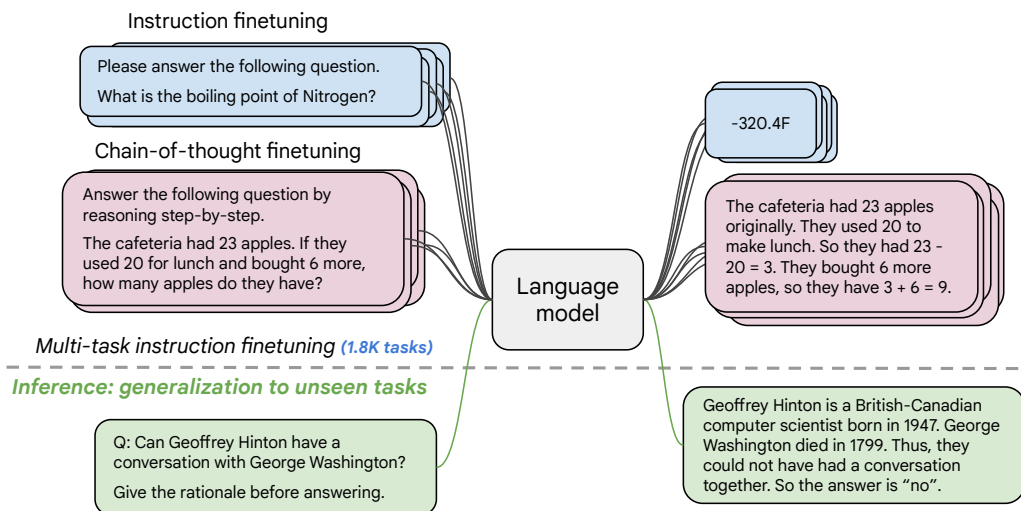 Instruction finetuning
Please answer the following question.
What is the boiling point of Nitrogen?
-320.4F
Chain-of-thought finetuning
Answer the following question by
reasoning step-by-step.
The cafeteria had 23 apples. If they
used 20 for lunch and bought 6 more,
how many apples do they have?
Language
model
The cafeteria had 23 apples
originally. They used 20 to
make lunch. So they had 23 -
20 = 3. They bought 6 more
apples, so they have 3 + 6 = 9.
Multi-task instruction finetuning (1.8K tasks)
Inference: generalization to unseen tasks
Q: Can Geoffrey Hinton have a
conversation with George Washington?
Give the rationale before answering.
Geoffrey Hinton is a British-Canadian
computer scientist born in 1947. George
Washington died in 1799. Thus, they
could not have had a conversation
together. So the answer is “no”.